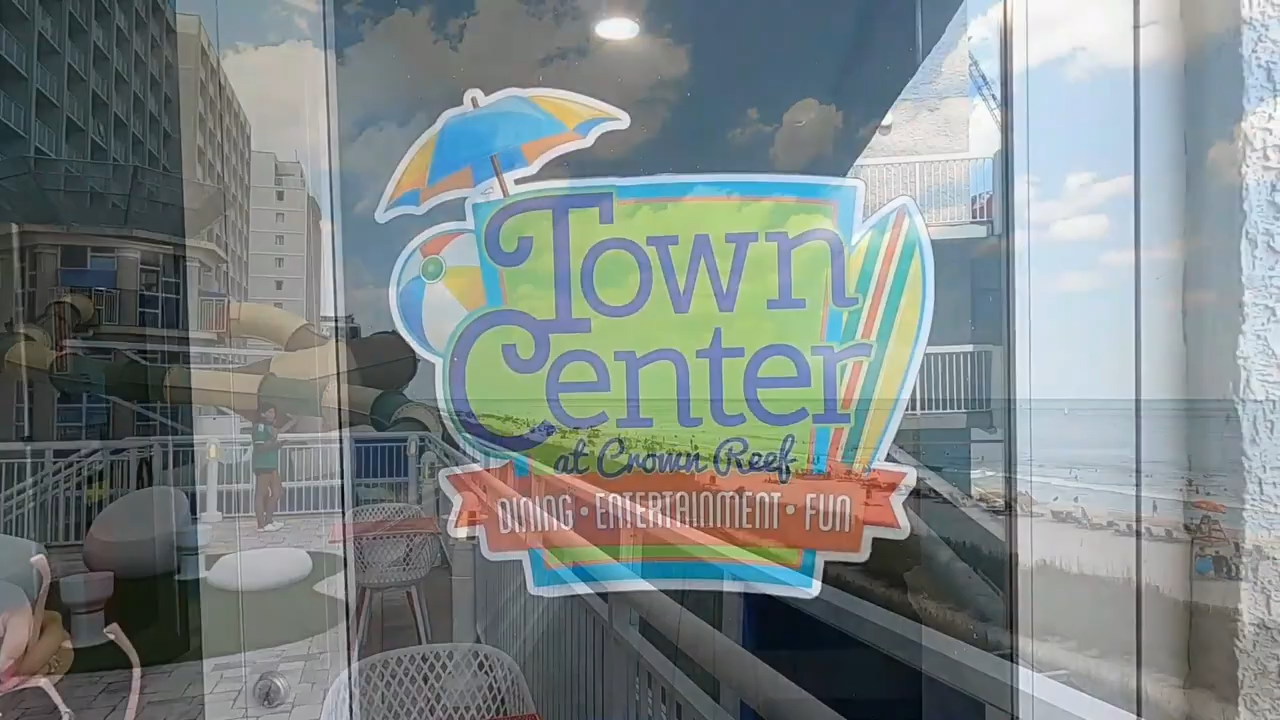 Town
Center
at Crown Reef
DINING • ENTERTAINMENT • FUN